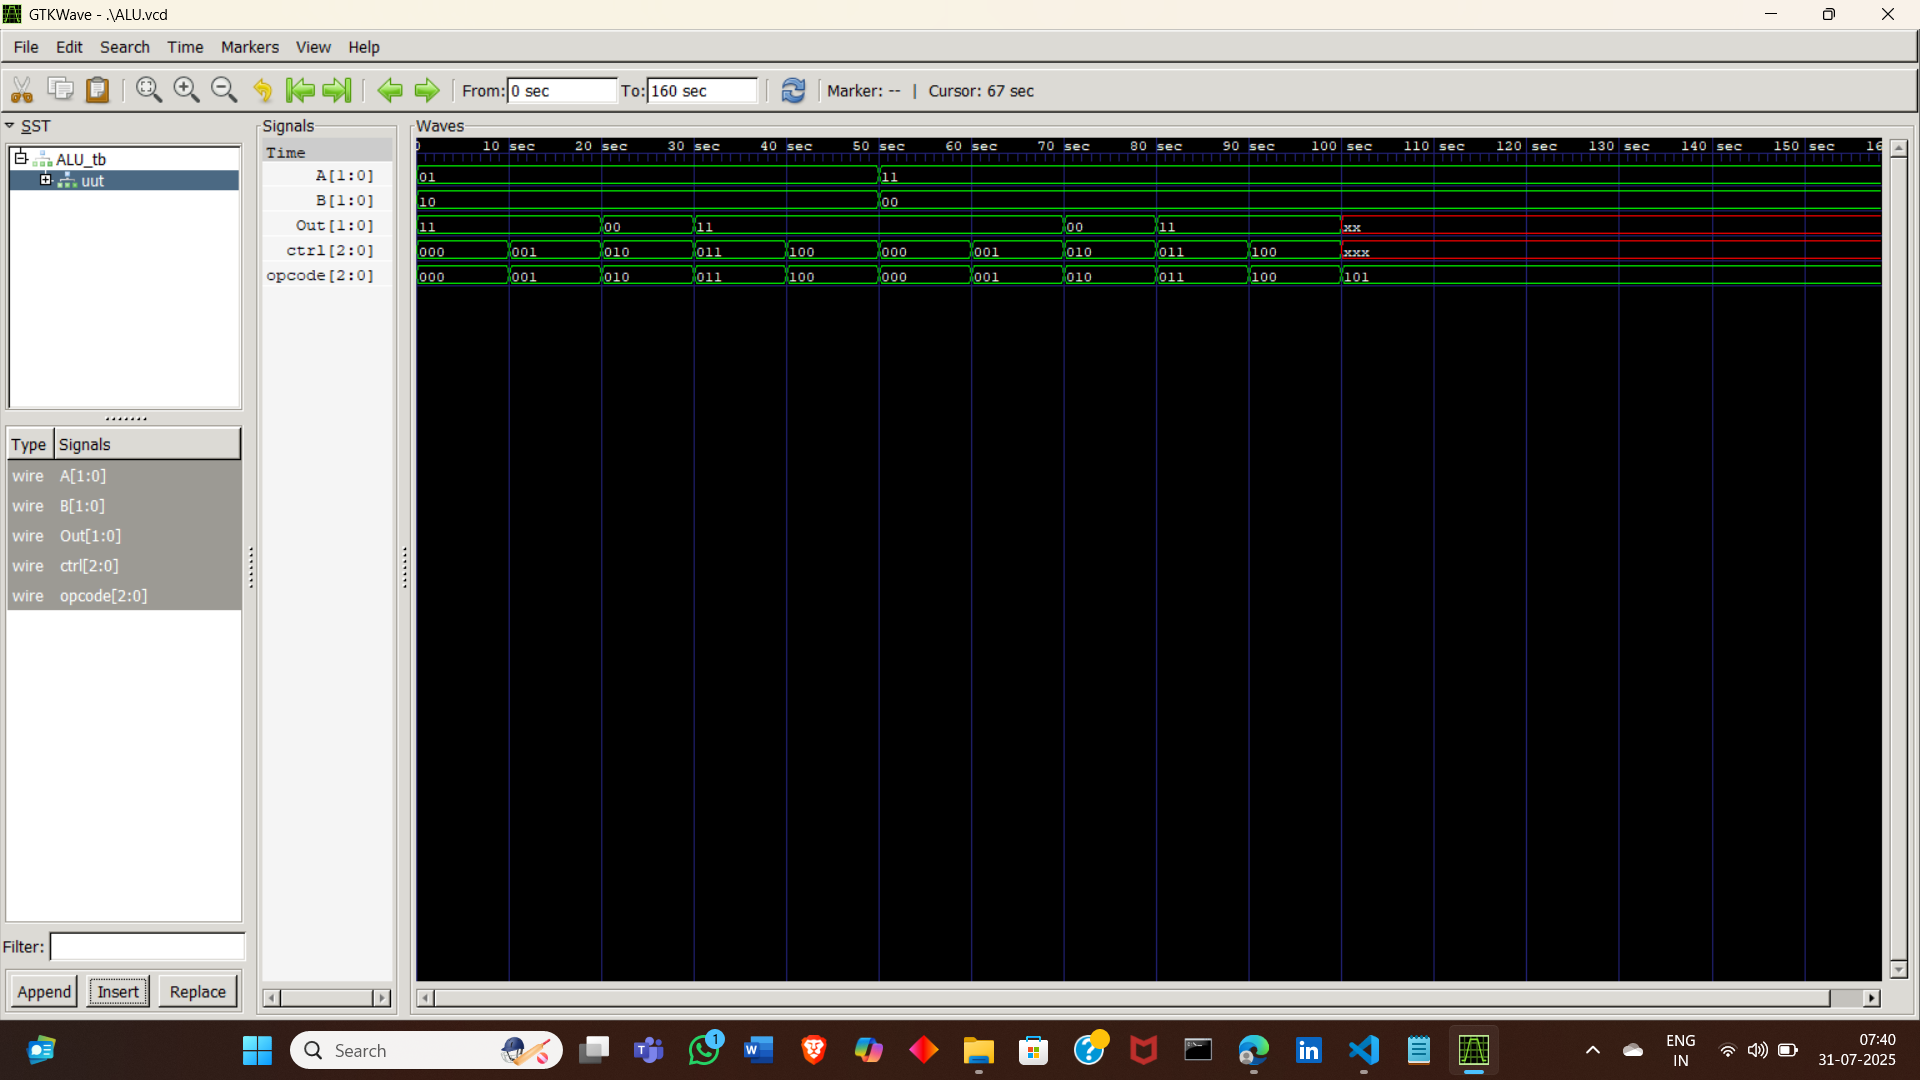 GTKWave - .\ALU.vcd
File Edit Search Time Markers View Help
From: 0 sec To: 160 sec Marker: -- | Cursor: 67 sec
SST
ALU_tb
uut
Type Signals
wire A[1:0]
wire B[1:0]
wire Out[1:0]
wire ctrl[2:0]
wire opcode[2:0]
Filter:
Append Insert Replace
Signals
Time
A[1:0]
B[1:0]
Out[1:0]
ctrl[2:0]
opcode[2:0]
Waves
0 10 sec 20 sec 30 sec 40 sec 50 sec 60 sec 70 sec 80 sec 90 sec 100 sec 110 sec 120 sec 130 sec 140 sec 150 sec 16
01 11
10 00
11 00 11 00 11 xx
000 001 010 011 100 000 001 010 011 100 xxx
000 001 010 011 100 000 001 010 011 100 101
Search
1
ENG
IN
07:40
31-07-2025